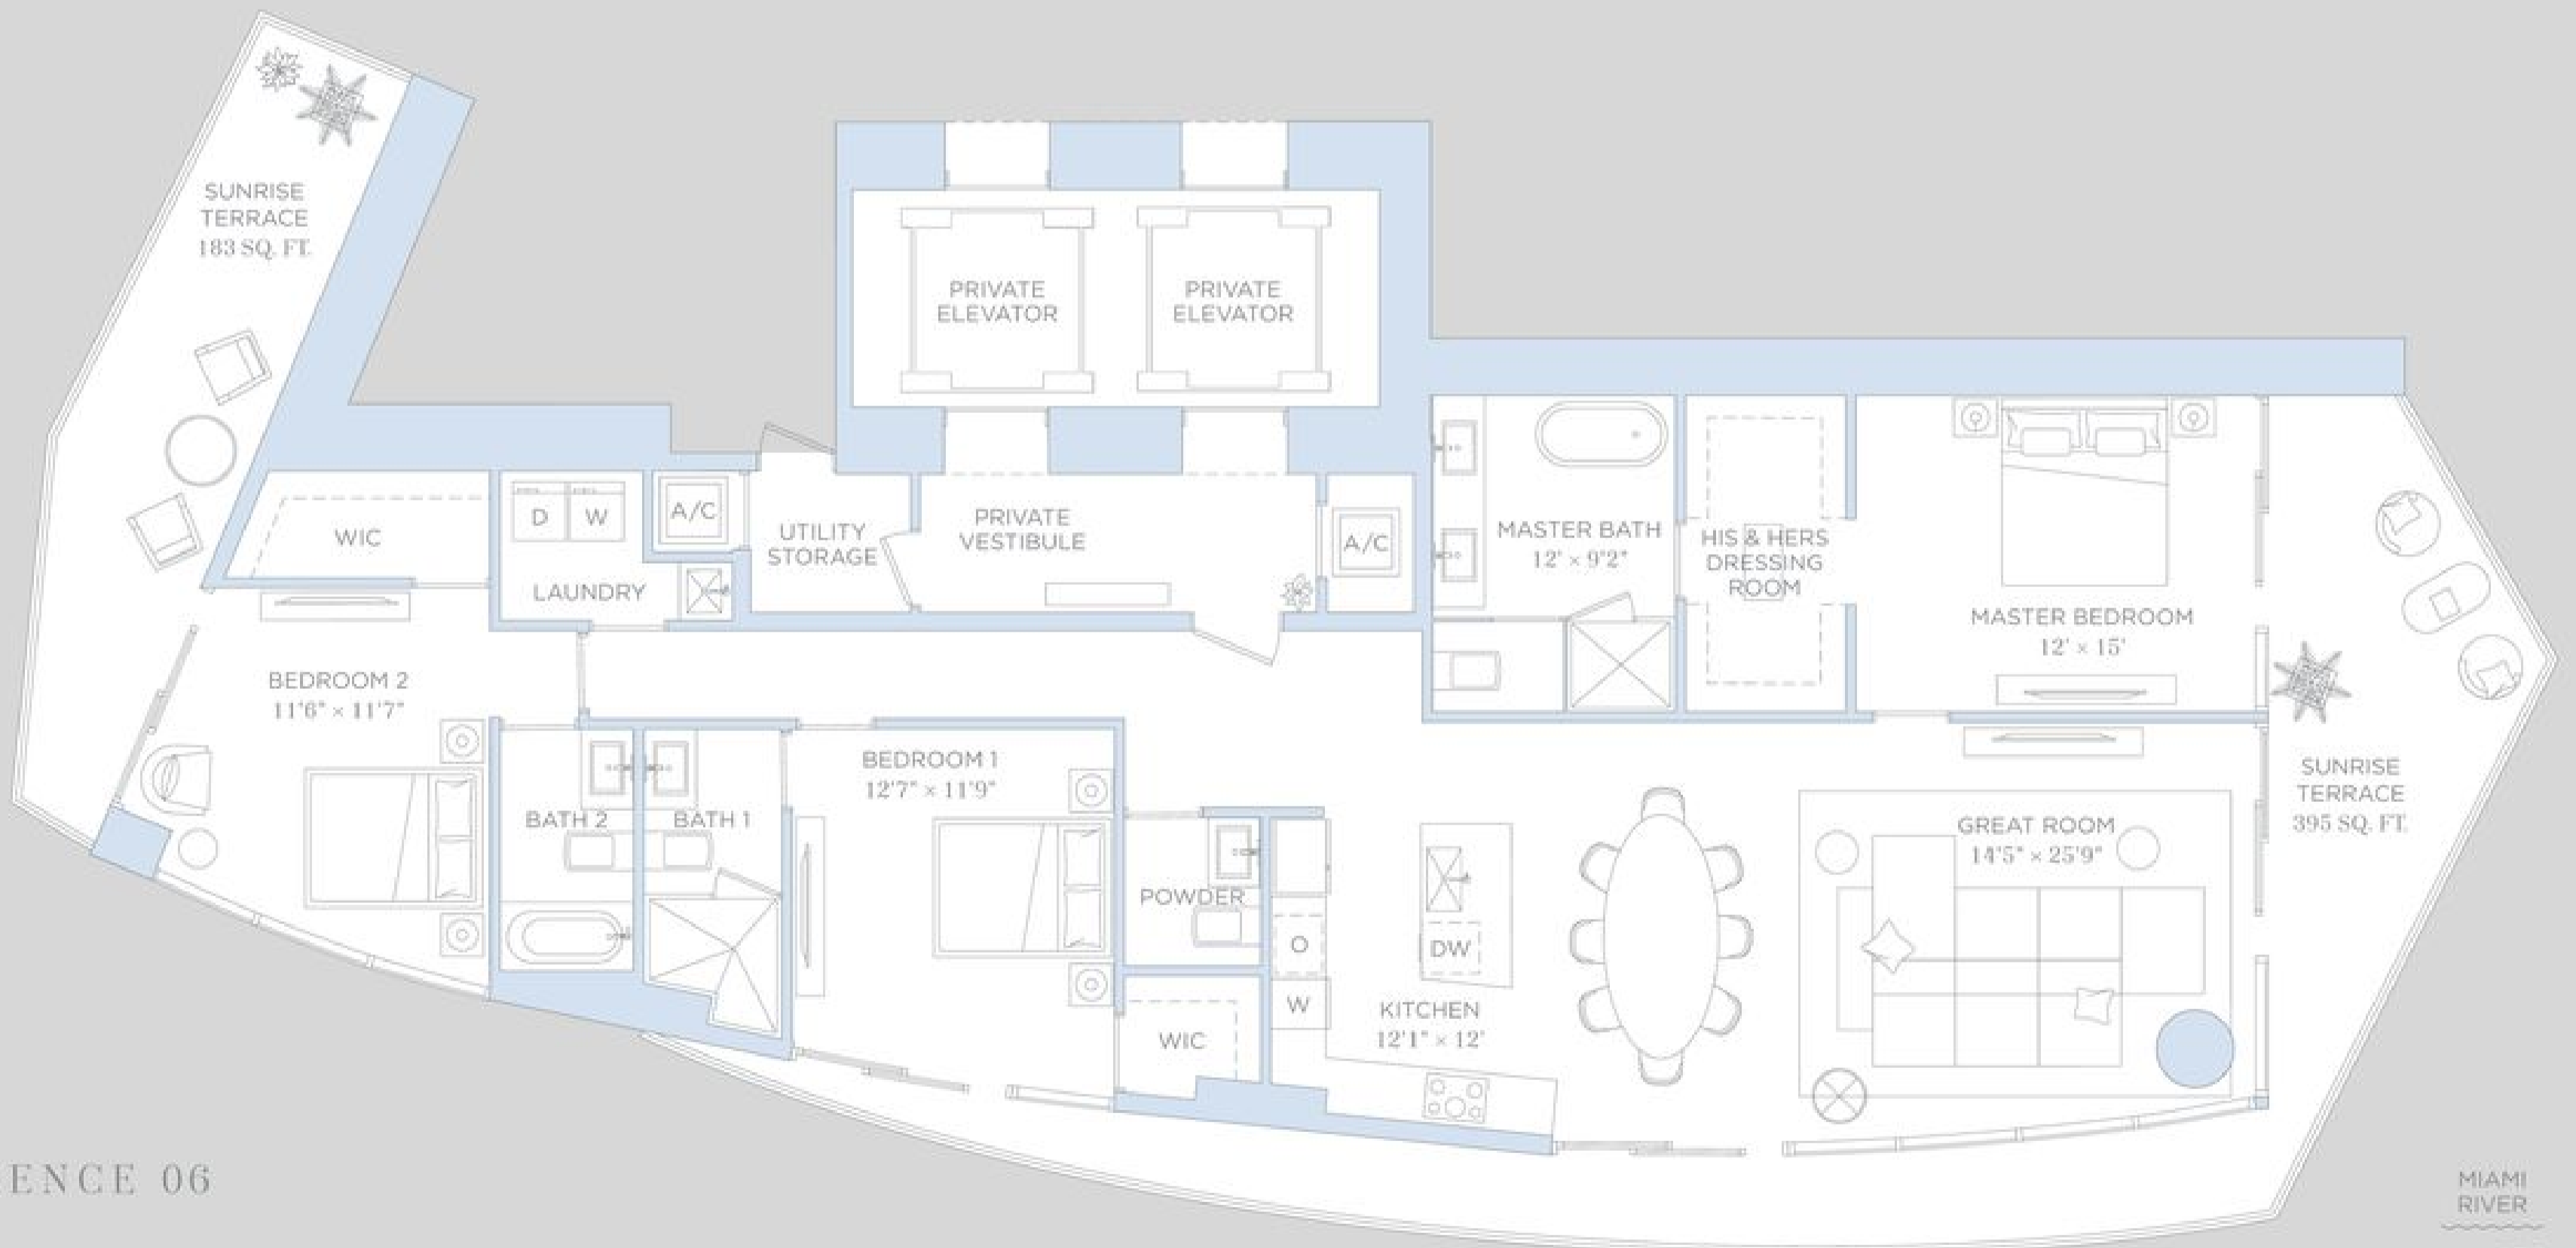 SUNRISE
TERRACE
183 SQ. FT.
PRIVATE
ELEVATOR
PRIVATE
ELEVATOR
WIC
D
W
LAUNDRY
A/C
UTILITY
STORAGE
PRIVATE
VESTIBULE
A/C
MASTER BATH
12' × 9'2"
HIS & HERS
DRESSING
ROOM
MASTER BEDROOM
12' × 15'
BEDROOM 2
11'6" × 11'7"
BATH 2
BATH 1
BEDROOM 1
12'7" × 11'9"
POWDER
WIC
O
W
DW
KITCHEN
12'1" × 12'
GREAT ROOM
14'5" × 25'9"
SUNRISE
TERRACE
395 SQ. FT.
ENCE 06
MIAMI
RIVER